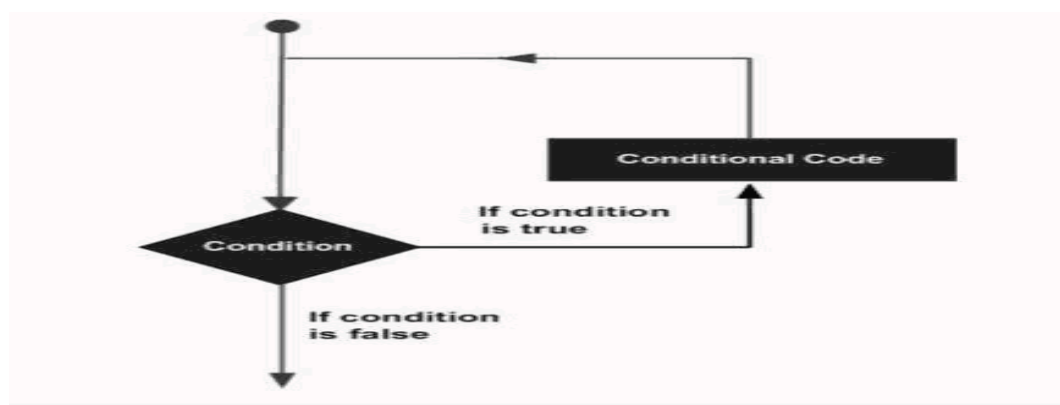 Conditional Code
If condition
is true
Condition
If condition
is false